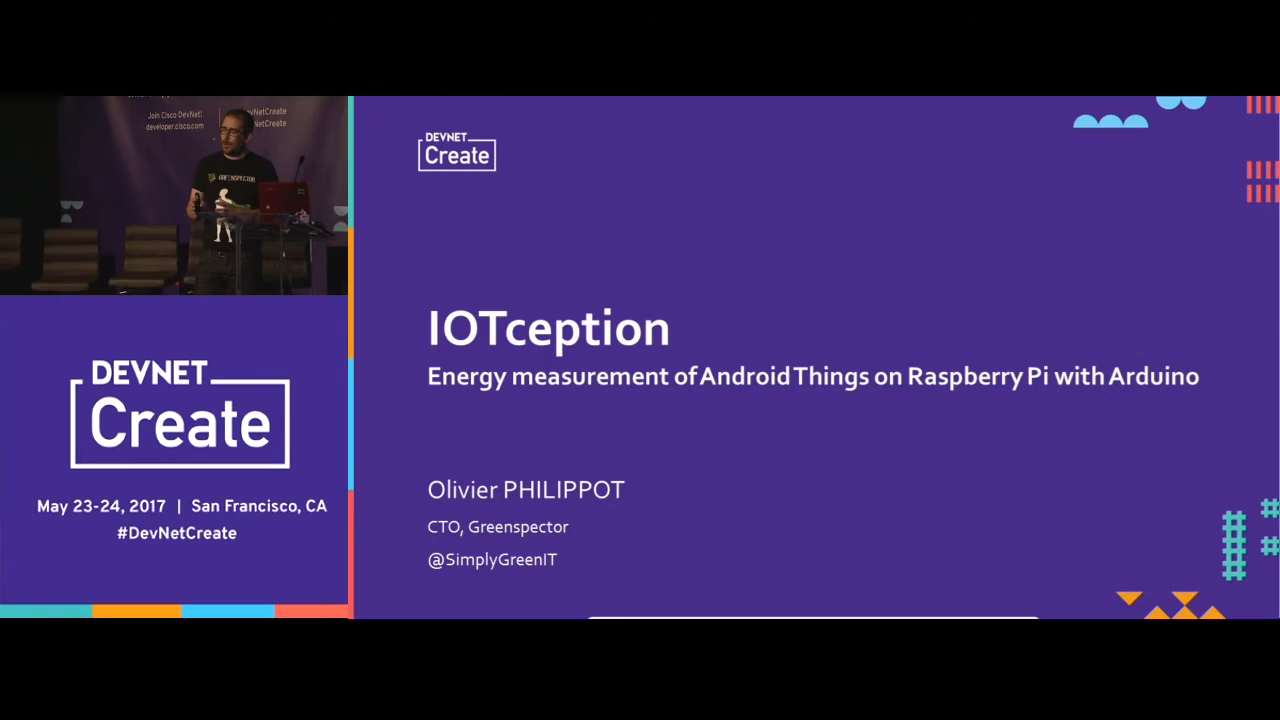 Join Cisco DevNet!
developer.cisco.com
GREENSPECTOR
DEVNET
Create
May 23-24, 2017 | San Francisco, CA
#DevNetCreate
DEVNET
Create
IOTception
Energy measurement of Android Things on Raspberry Pi with Arduino
Olivier PHILIPPOT
CTO, Greenspector
@SimplyGreenIT